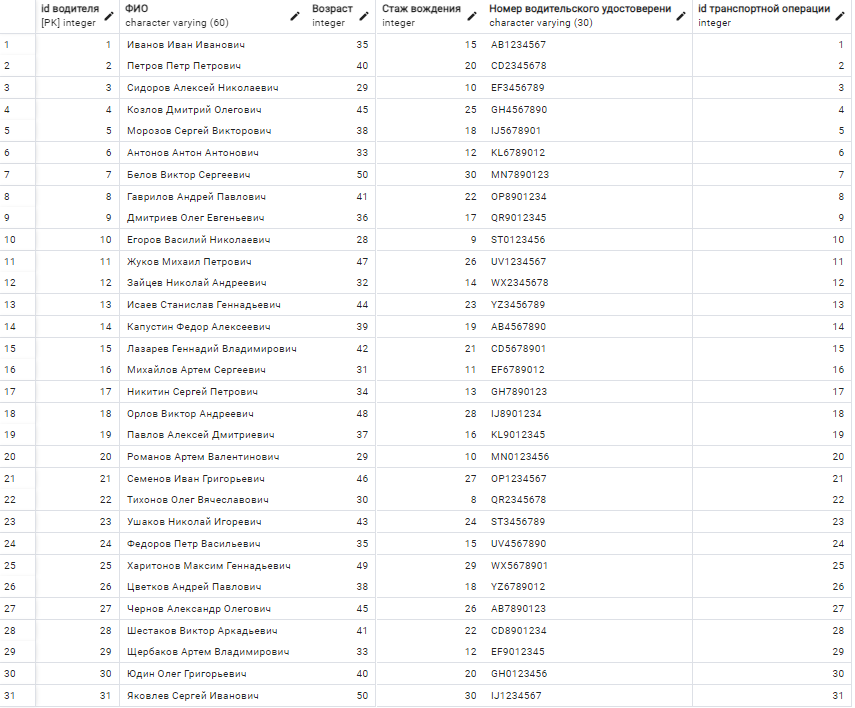 id водителя ФИО Возраст Стаж вождения Номер водительского удостоверени id транспортной операции
[PK] integer character varying (60) integer integer character varying (30) integer
1 1 Иванов Иван Иванович 35 15 AB1234567 1
2 2 Петров Петр Петрович 40 20 CD2345678 2
3 3 Сидоров Алексей Николаевич 29 10 EF3456789 3
4 4 Козлов Дмитрий Олегович 45 25 GH4567890 4
5 5 Морозов Сергей Викторович 38 18 IJ5678901 5
6 6 Антонов Антон Антонович 33 12 KL6789012 6
7 7 Белов Виктор Сергеевич 50 30 MN7890123 7
8 8 Гаврилов Андрей Павлович 41 22 OP8901234 8
9 9 Дмитриев Олег Евгеньевич 36 17 QR9012345 9
10 10 Егоров Василий Николаевич 28 9 ST0123456 10
11 11 Жуков Михаил Петрович 47 26 UV1234567 11
12 12 Зайцев Николай Андреевич 32 14 WX2345678 12
13 13 Исаев Станислав Геннадьевич 44 23 YZ3456789 13
14 14 Капустин Федор Алексеевич 39 19 AB4567890 14
15 15 Лазарев Геннадий Владимирович 42 21 CD5678901 15
16 16 Михайлов Артем Сергеевич 31 11 EF6789012 16
17 17 Никитин Сергей Петрович 34 13 GH7890123 17
18 18 Орлов Виктор Андреевич 48 28 IJ8901234 18
19 19 Павлов Алексей Дмитриевич 37 16 KL9012345 19
20 20 Романов Артем Валентинович 29 10 MN0123456 20
21 21 Семенов Иван Григорьевич 46 27 OP1234567 21
22 22 Тихонов Олег Вячеславович 30 8 QR2345678 22
23 23 Ушаков Николай Игоревич 43 24 ST3456789 23
24 24 Федоров Петр Васильевич 35 15 UV4567890 24
25 25 Харитонов Максим Геннадьевич 49 29 WX5678901 25
26 26 Цветков Андрей Павлович 38 18 YZ6789012 26
27 27 Чернов Александр Олегович 45 26 AB7890123 27
28 28 Шестаков Виктор Аркадьевич 41 22 CD8901234 28
29 29 Щербаков Артем Владимирович 33 12 EF9012345 29
30 30 Юдин Олег Григорьевич 40 20 GH0123456 30
31 31 Яковлев Сергей Иванович 50 30 IJ1234567 31